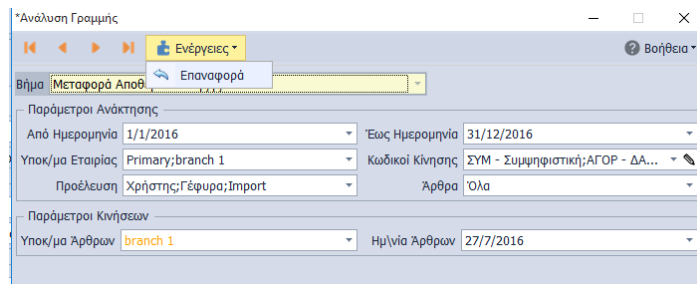 *Ανάλυση Γραμμής
Ενέργειες
Βοήθεια
Επαναφορά
Βήμα Μεταφορά
Παράμετροι Ανάκτησης
Από Ημερομηνία 1/1/2016 Έως Ημερομηνία 31/12/2016
Υποκ/μα Εταιρίας Primary;branch 1 Κωδικοί Κίνησης ΣΥΜ - Συμψηφιστική;ΑΓΟΡ - ΔΑ...
Προέλευση Χρήστης;Γέφυρα;Import Άρθρα Όλα
Παράμετροι Κινήσεων
Υποκ/μα Άρθρων branch 1 Ημ\νία Άρθρων 27/7/2016